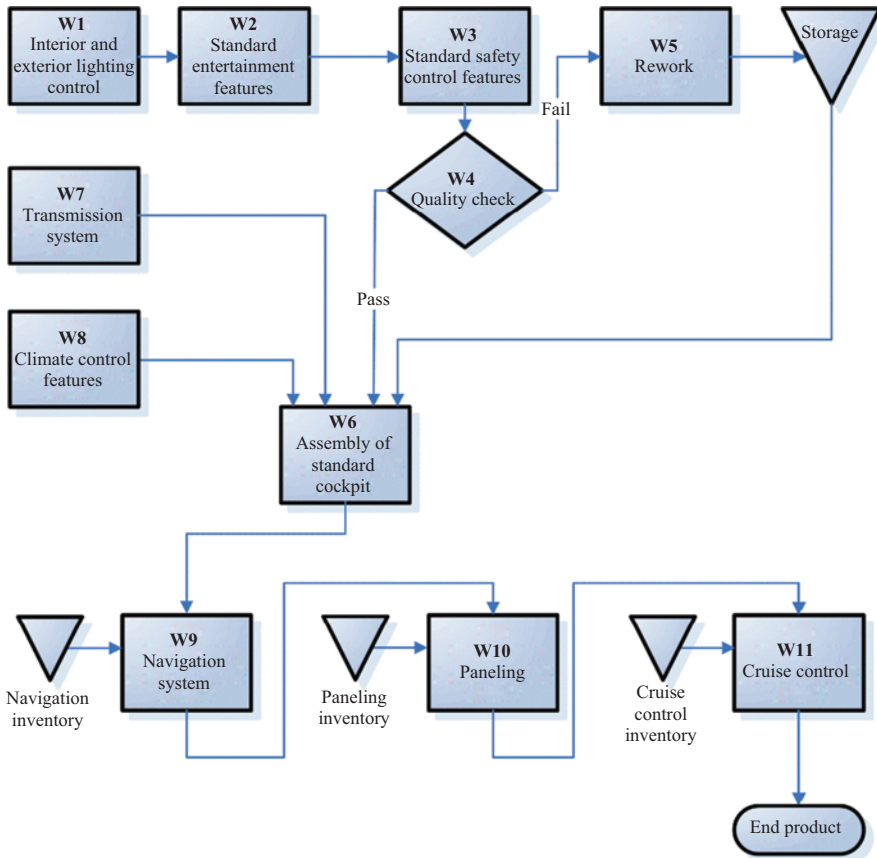 W1
Interior and
exterior lighting
control
W2
Standard
entertainment
features
W3
Standard safety
control features
W5
Rework
Storage
Fail
W4
Quality check
W7
Transmission
system
Pass
W8
Climate control
features
W6
Assembly of
standard
cockpit
W9
Navigation
system
Navigation
inventory
W10
Paneling
Paneling
inventory
W11
Cruise control
Cruise
control
inventory
End product